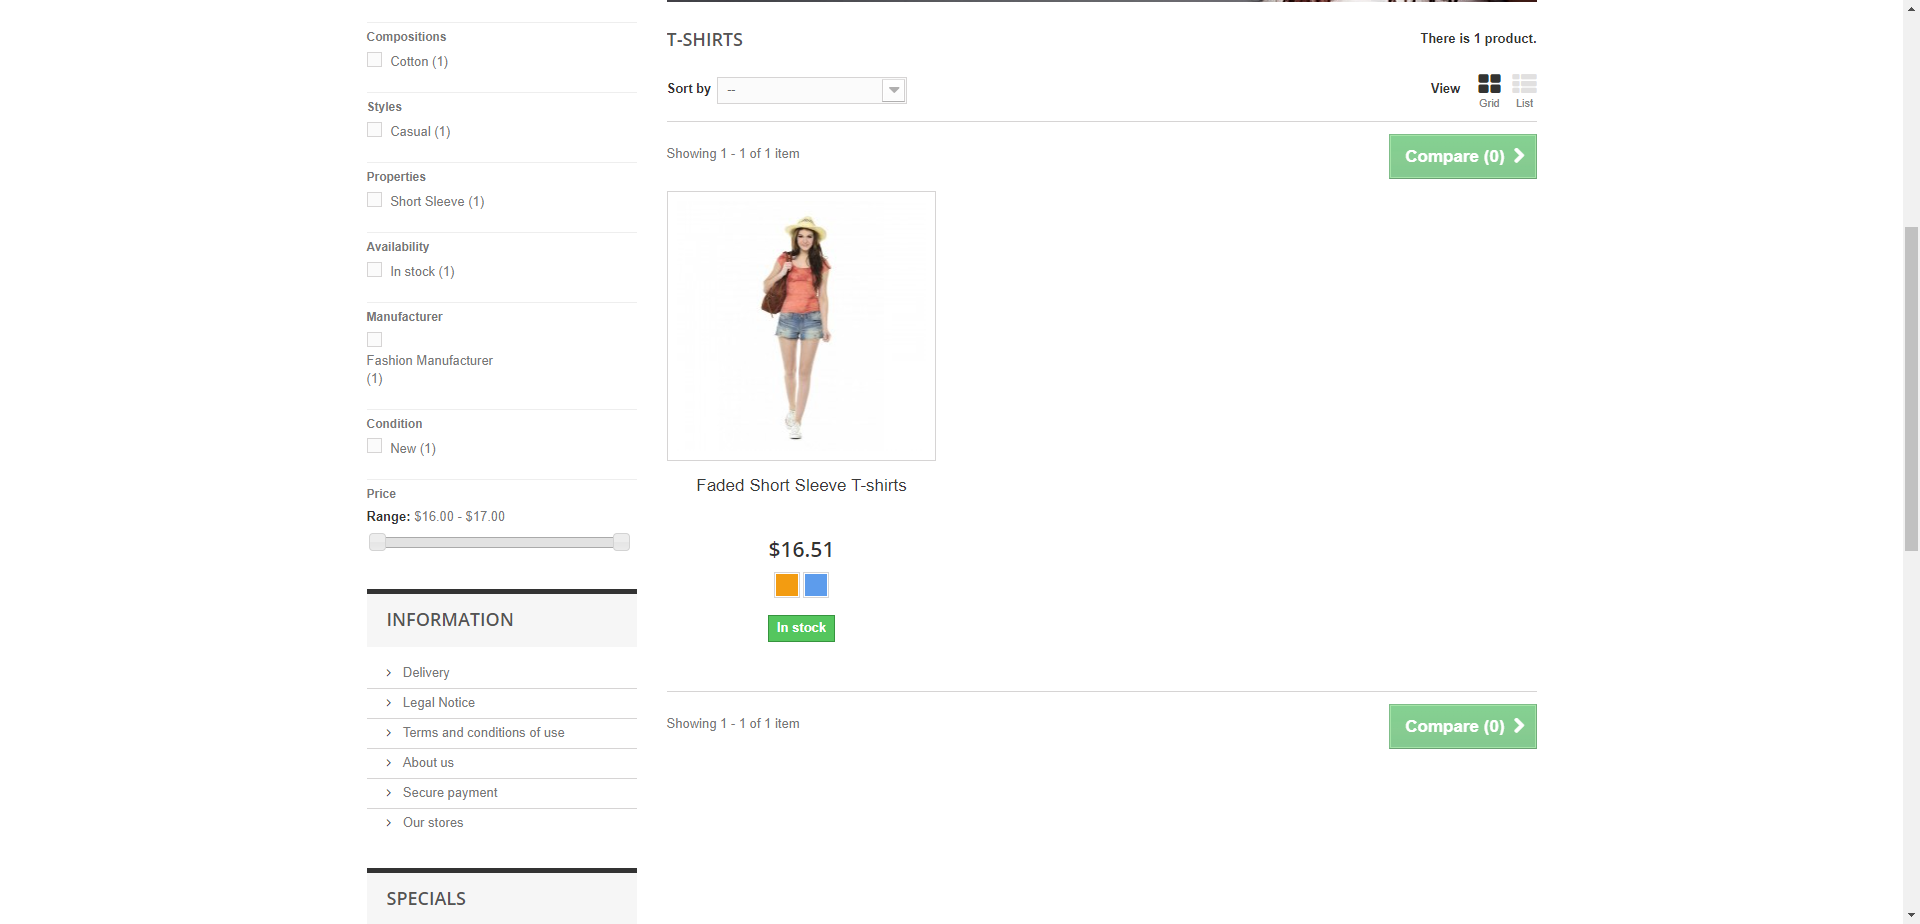 Compositions
Cotton (1)
Styles
Casual (1)
Properties
Short Sleeve (1)
Availability
In stock (1)
Manufacturer
Fashion Manufacturer
(1)
Condition
New (1)
Price
Range: $16.00 - $17.00
INFORMATION
Delivery
Legal Notice
Terms and conditions of use
About us
Secure payment
Our stores
SPECIALS
T-SHIRTS
There is 1 product.
Sort by --
View
Grid
List
Showing 1 - 1 of 1 item
Compare (0)
Faded Short Sleeve T-shirts
$16.51
In stock
Showing 1 - 1 of 1 item
Compare (0)